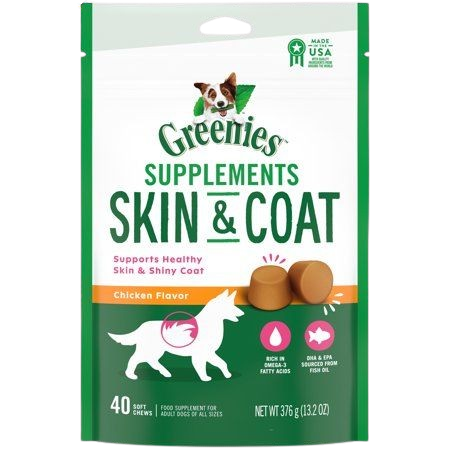 MADE
IN THE
USA
WITH QUALITY
INGREDIENTS FROM
AROUND THE WORLD
Greenies
SUPPLEMENTS
SKIN & COAT
Supports Healthy
Skin & Shiny Coat
Chicken Flavor
RICH IN
OMEGA-3
FATTY ACIDS
DHA & EPA
SOURCED FROM
FISH OIL
40 SOFT
CHEWS
FOOD SUPPLEMENT FOR
ADULT DOGS OF ALL SIZES
NET WT 376 g (13.2 OZ)